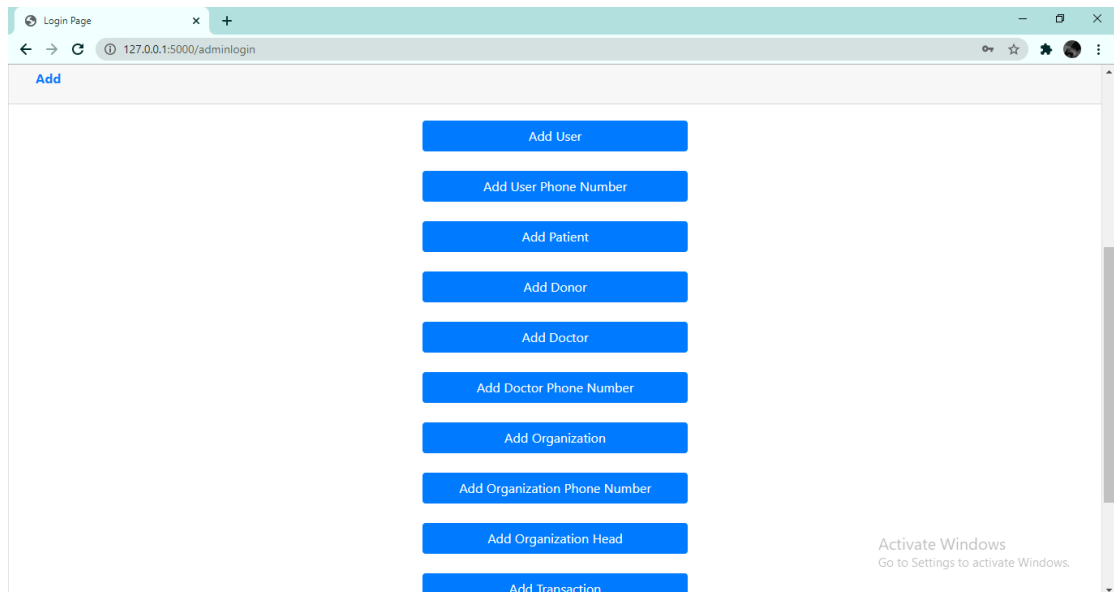 Login Page
127.0.0.1:5000/adminlogin
Add
Add User
Add User Phone Number
Add Patient
Add Donor
Add Doctor
Add Doctor Phone Number
Add Organization
Add Organization Phone Number
Add Organization Head
Activate Windows
Go to Settings to activate Windows.
Add Transaction